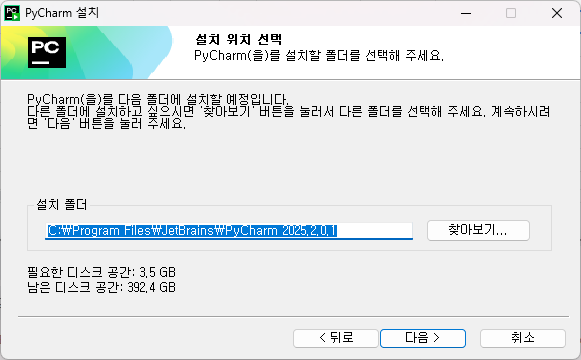 PyCharm 설치
PC
설치 위치 선택
PyCharm(을)를 설치할 폴더를 선택해 주세요.
PyCharm(을)를 다음 폴더에 설치할 예정입니다.
다른 폴더에 설치하고 싶으시면 '찾아보기' 버튼을 눌러서 다른 폴더를 선택해 주세요. 계속하시려
면 '다음' 버튼을 눌러 주세요.
설치 폴더
C:₩Program Files₩JetBrains₩PyCharm 2025.2.0.1
찾아보기...
필요한 디스크 공간: 3.5 GB
남은 디스크 공간: 392.4 GB
< 뒤로
다음 >
취소